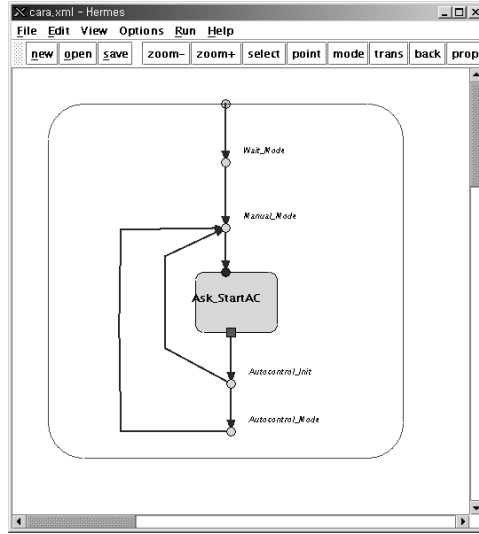 cara.xml - Hermes
File Edit View Options Run Help
new open save zoom- zoom+ select point mode trans back prop
Wait_Mode
Manual_Mode
Ask_StartAC
Autocontrol_Init
Autocontrol_Mode